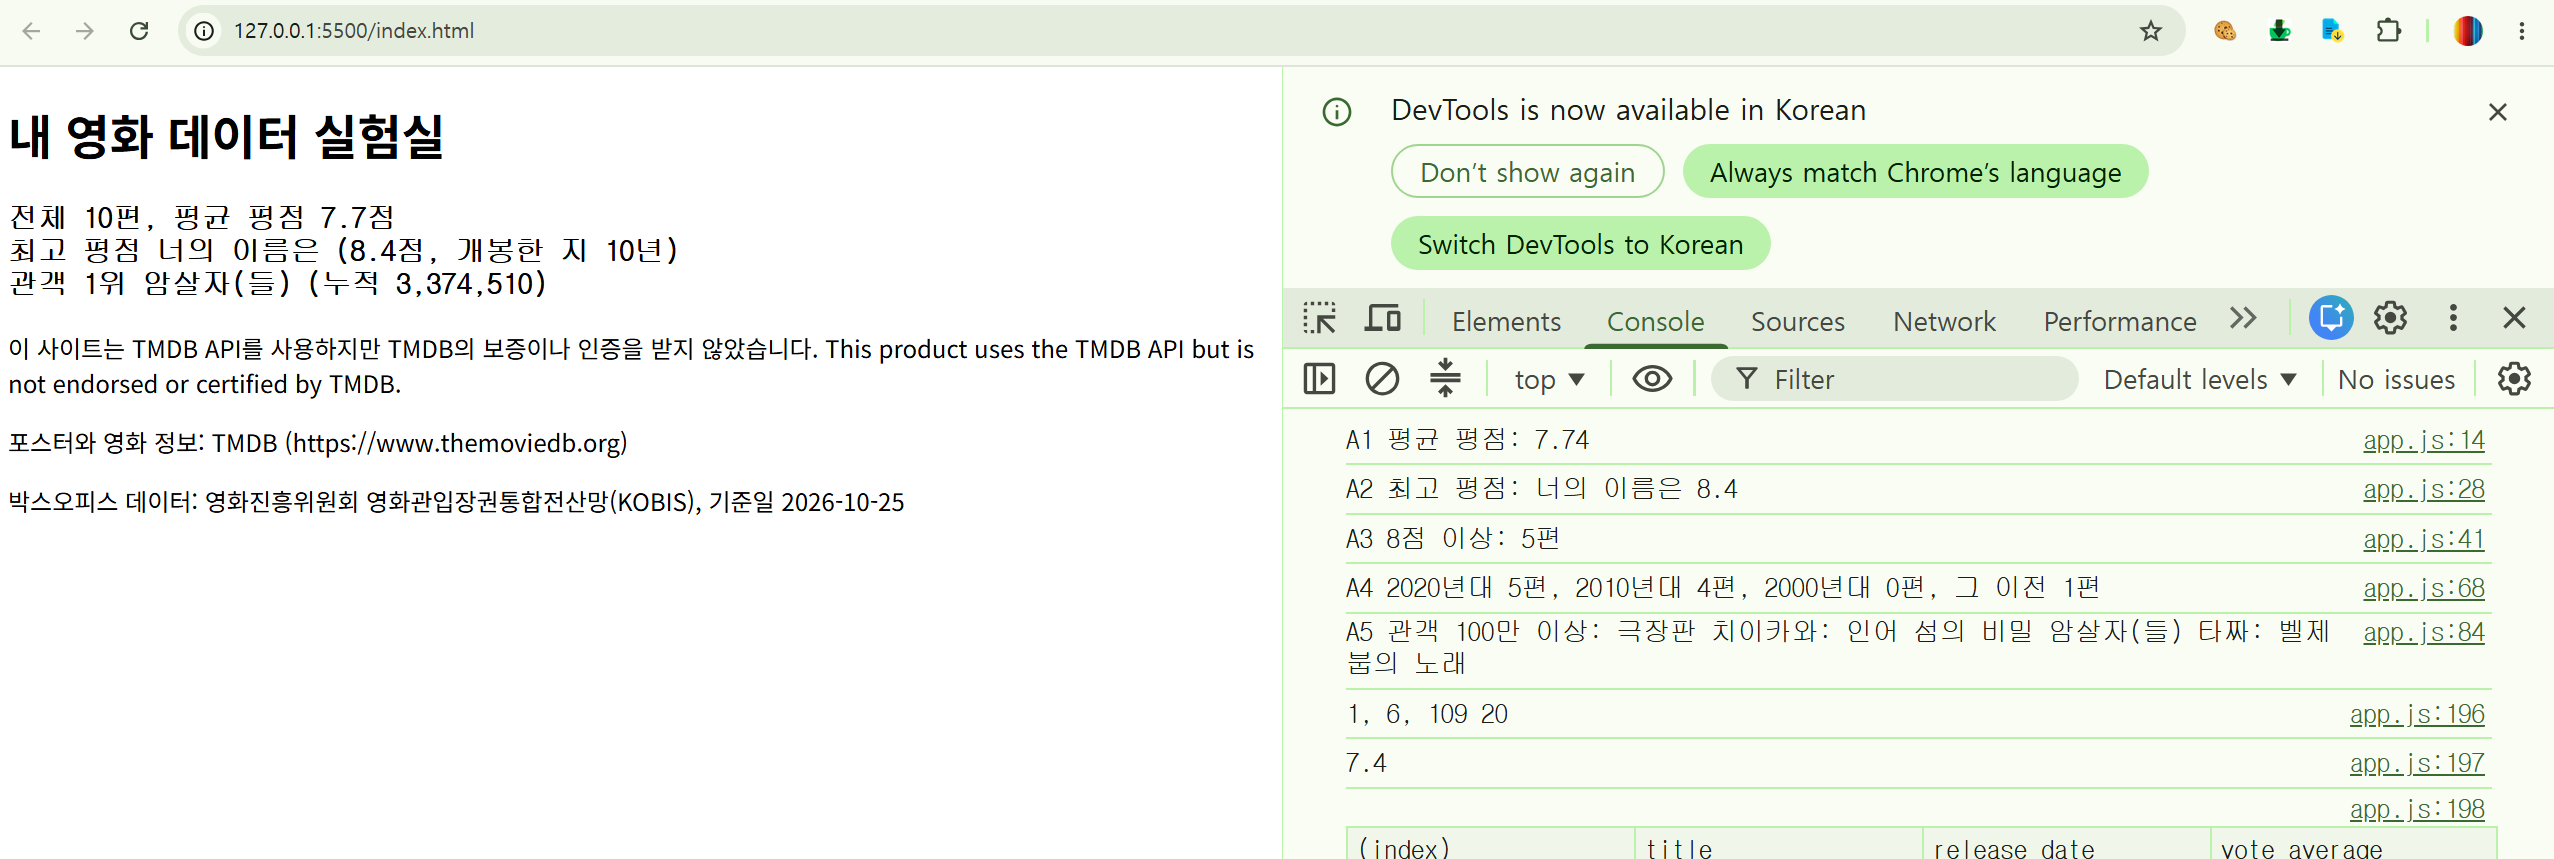 127.0.0.1:5500/index.html
내 영화 데이터 실험실
전체 10편, 평균 평점 7.7점
최고 평점 너의 이름은 (8.4점, 개봉한 지 10년)
관객 1위 암살자(들) (누적 3,374,510)
이 사이트는 TMDB API를 사용하지만 TMDB의 보증이나 인증을 받지 않았습니다. This product uses the TMDB API but is
not endorsed or certified by TMDB.
포스터와 영화 정보: TMDB (https://www.themoviedb.org)
박스오피스 데이터: 영화진흥위원회 영화관입장권통합전산망(KOBIS), 기준일 2026-10-25
DevTools is now available in Korean
Don't show again
Always match Chrome's language
Switch DevTools to Korean
Elements Console Sources Network Performance
top Filter Default levels No issues
A1 평균 평점: 7.74 app.js:14
A2 최고 평점: 너의 이름은 8.4 app.js:28
A3 8점 이상: 5편 app.js:41
A4 2020년대 5편, 2010년대 4편, 2000년대 0편, 그 이전 1편 app.js:68
A5 관객 100만 이상: 극장판 치이카와: 인어 섬의 비밀 암살자(들) 타짜: 벨제 app.js:84
붑의 노래
1, 6, 109 20 app.js:196
7.4 app.js:197
app.js:198
(index) title release_date vote_average